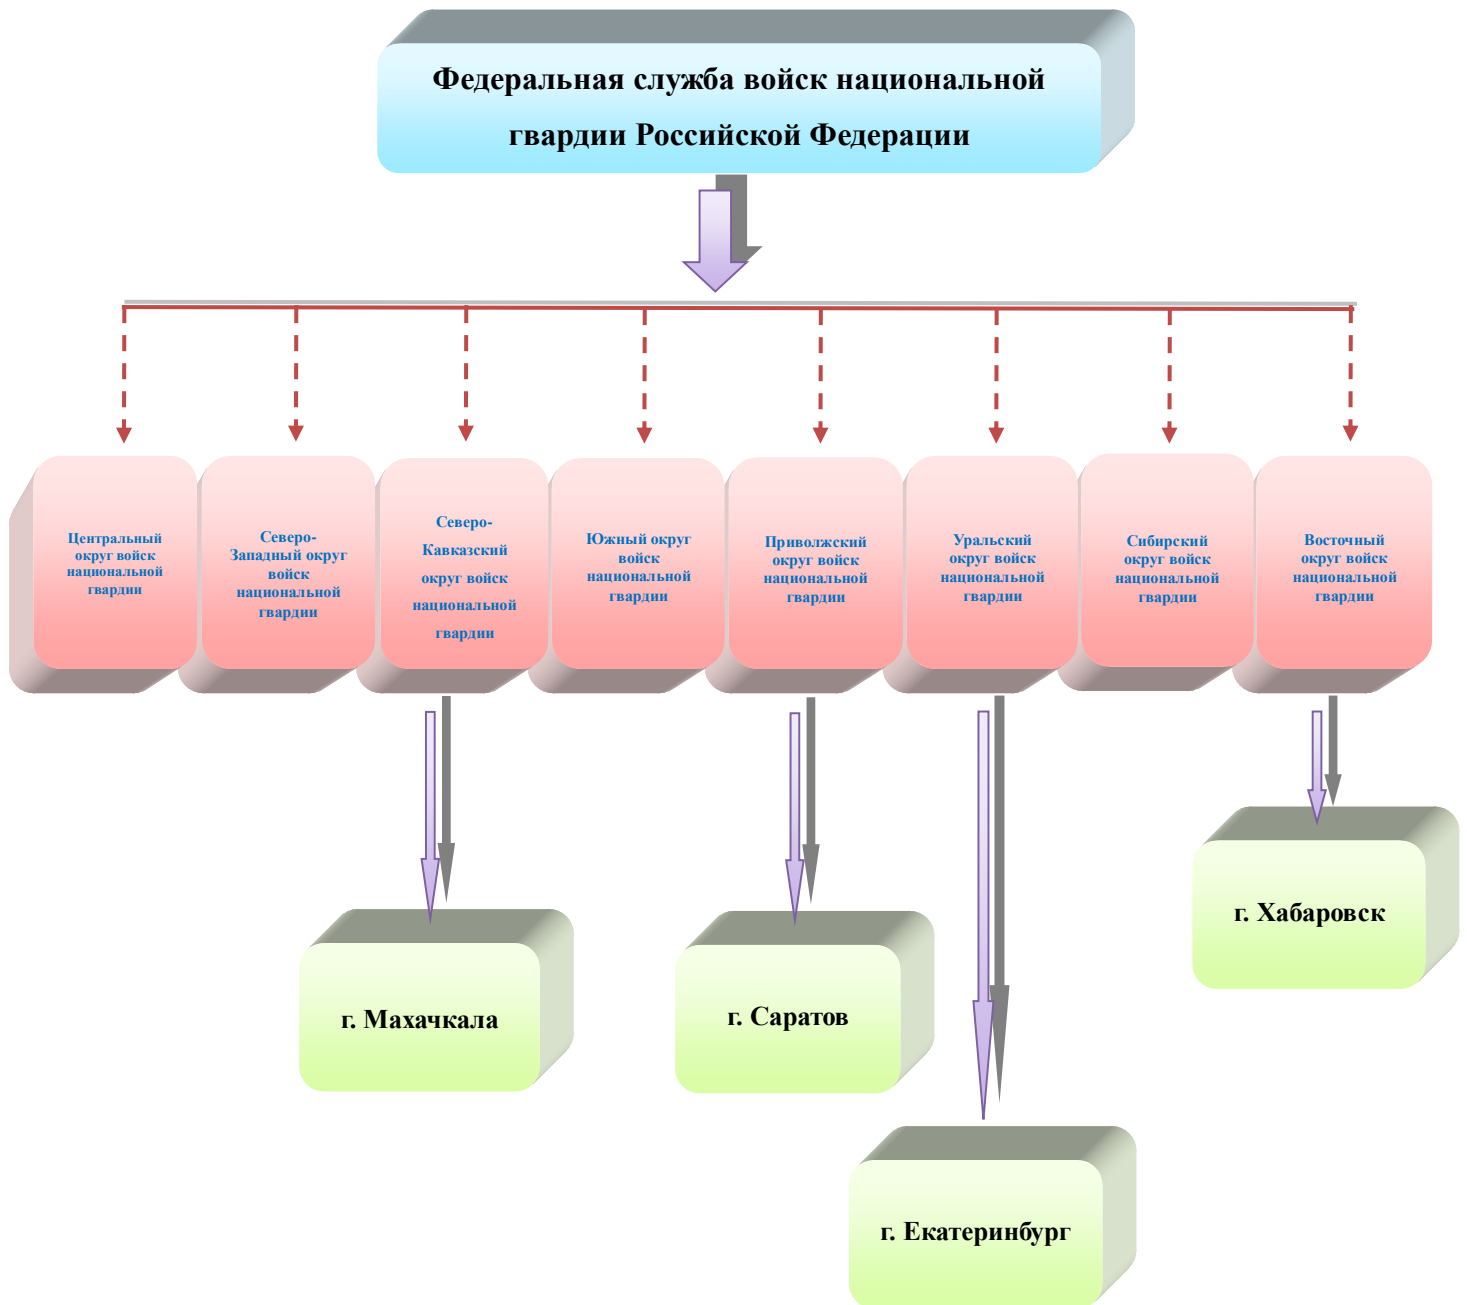 Федеральная служба войск национальной
гвардии Российской Федерации
Центральный
округ войск
национальной
гвардии
Северо-
Западный округ
войск
национальной
гвардии
Северо-
Кавказский
округ войск
национальной
гвардии
Южный округ
войск
национальной
гвардии
Приволжский
округ войск
национальной
гвардии
Уральский
округ войск
национальной
гвардии
Сибирский
округ войск
национальной
гвардии
Восточный
округ войск
национальной
гвардии
г. Хабаровск
г. Махачкала
г. Саратов
г. Екатеринбург